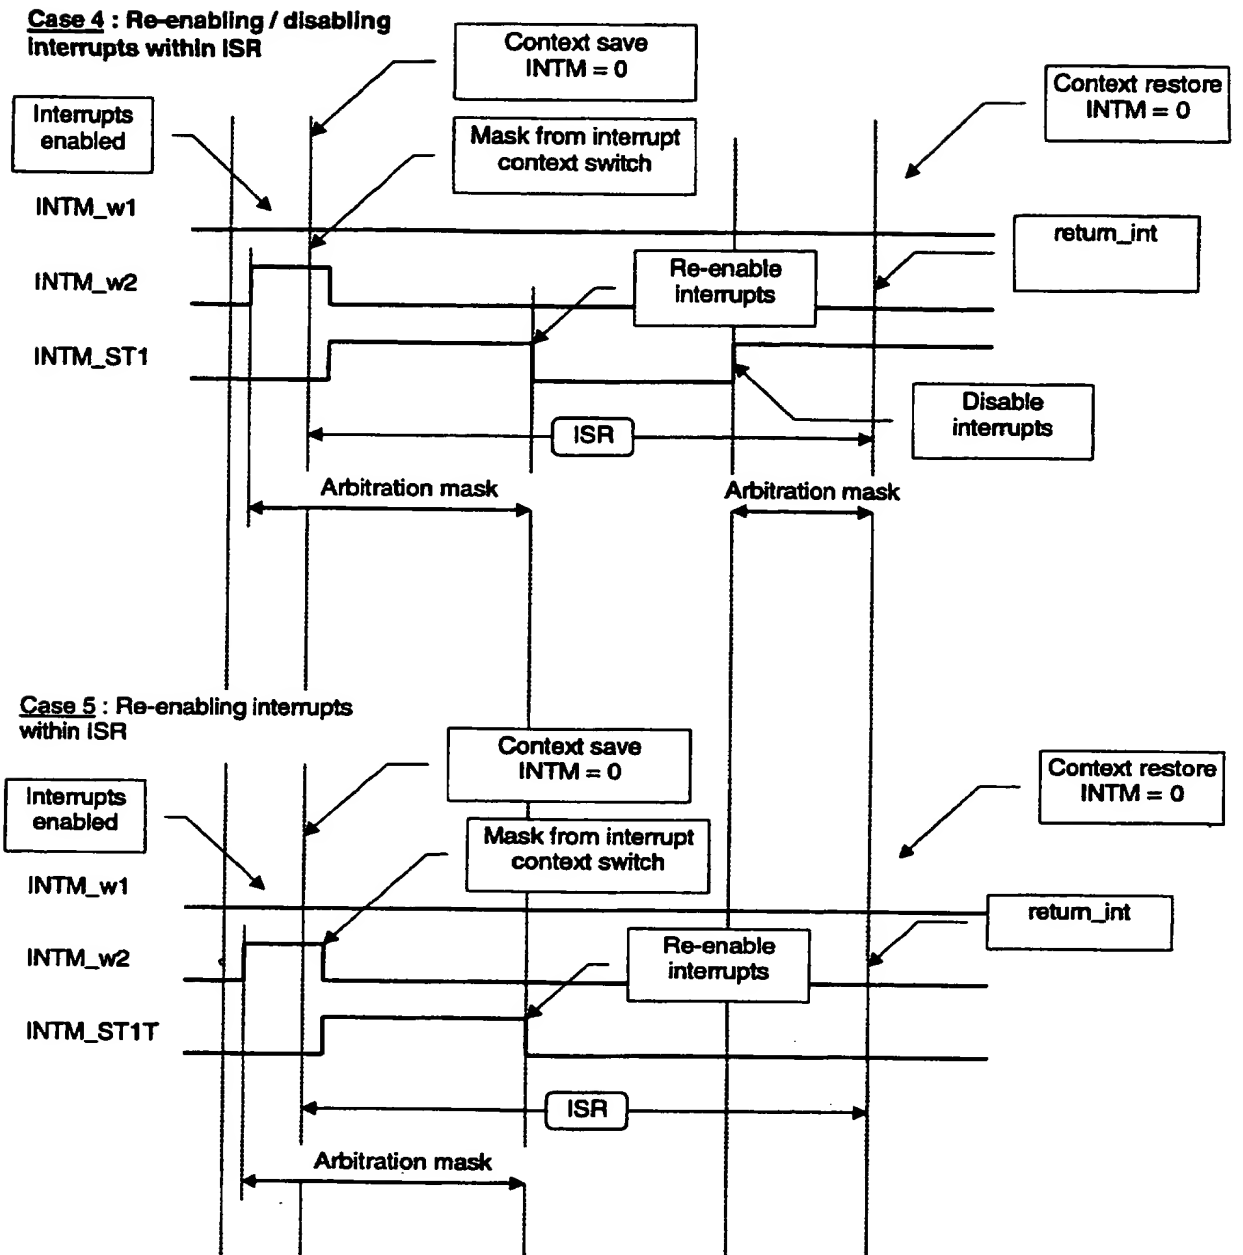 Case 4 : Re-enabling / disabling
interrupts within ISR
Context save
INTM = 0
Context restore
INTM = 0
Interrupts
enabled
Mask from interrupt
context switch
INTM_w1
return_int
Re-enable
interrupts
INTM_w2
INTM_ST1
Disable
interrupts
ISR
Arbitration mask
Arbitration mask
Case 5 : Re-enabling interrupts
within ISR
Context save
INTM = 0
Context restore
INTM = 0
Interrupts
enabled
Mask from interrupt
context switch
INTM_w1
return_int
Re-enable
interrupts
INTM_w2
INTM_ST1T
ISR
Arbitration mask